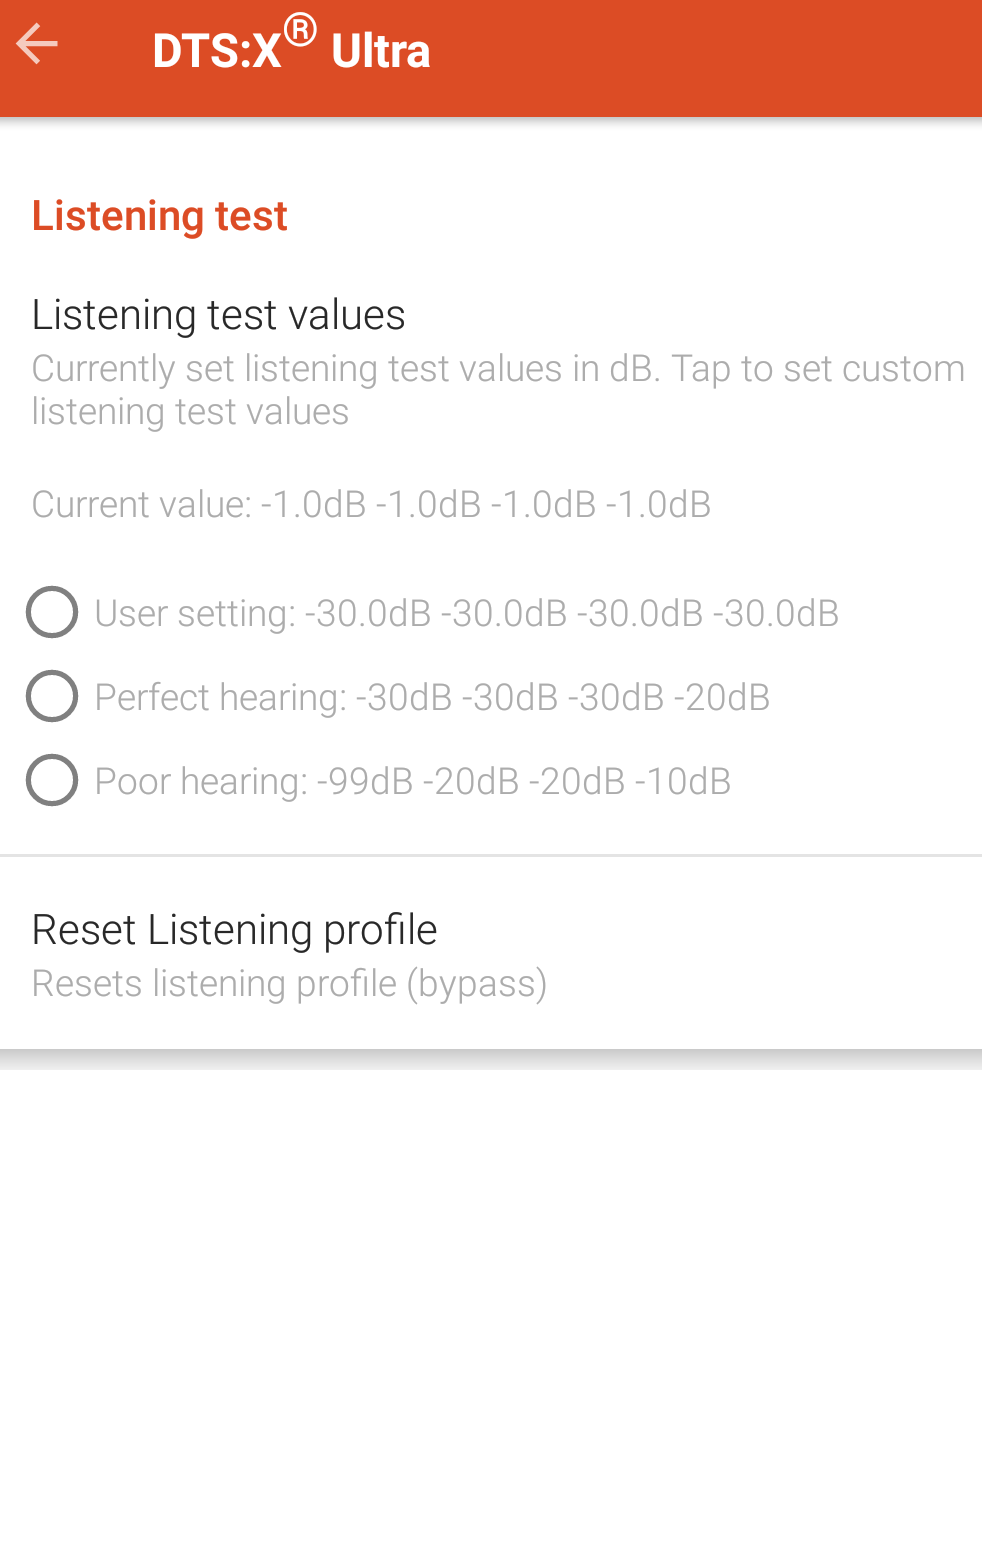 DTS:X® Ultra
Listening test
Listening test values
Currently set listening test values in dB. Tap to set custom
listening test values
Current value: -1.0dB -1.0dB -1.0dB -1.0dB
User setting: -30.0dB -30.0dB -30.0dB -30.0dB
Perfect hearing: -30dB -30dB -30dB -20dB
Poor hearing: -99dB -20dB -20dB -10dB
Reset Listening profile
Resets listening profile (bypass)